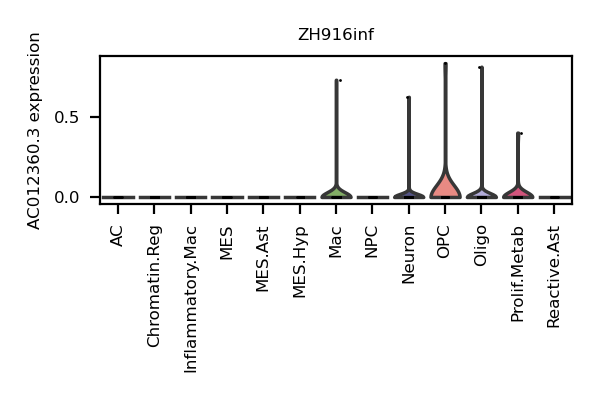 ZH916inf
AC012360.3 expression
0.5
0.0
AC
Chromatin.Reg
Inflammatory.Mac
MES
MES.Ast
MES.Hyp
Mac
NPC
Neuron
OPC
Oligo
Prolif.Metab
Reactive.Ast